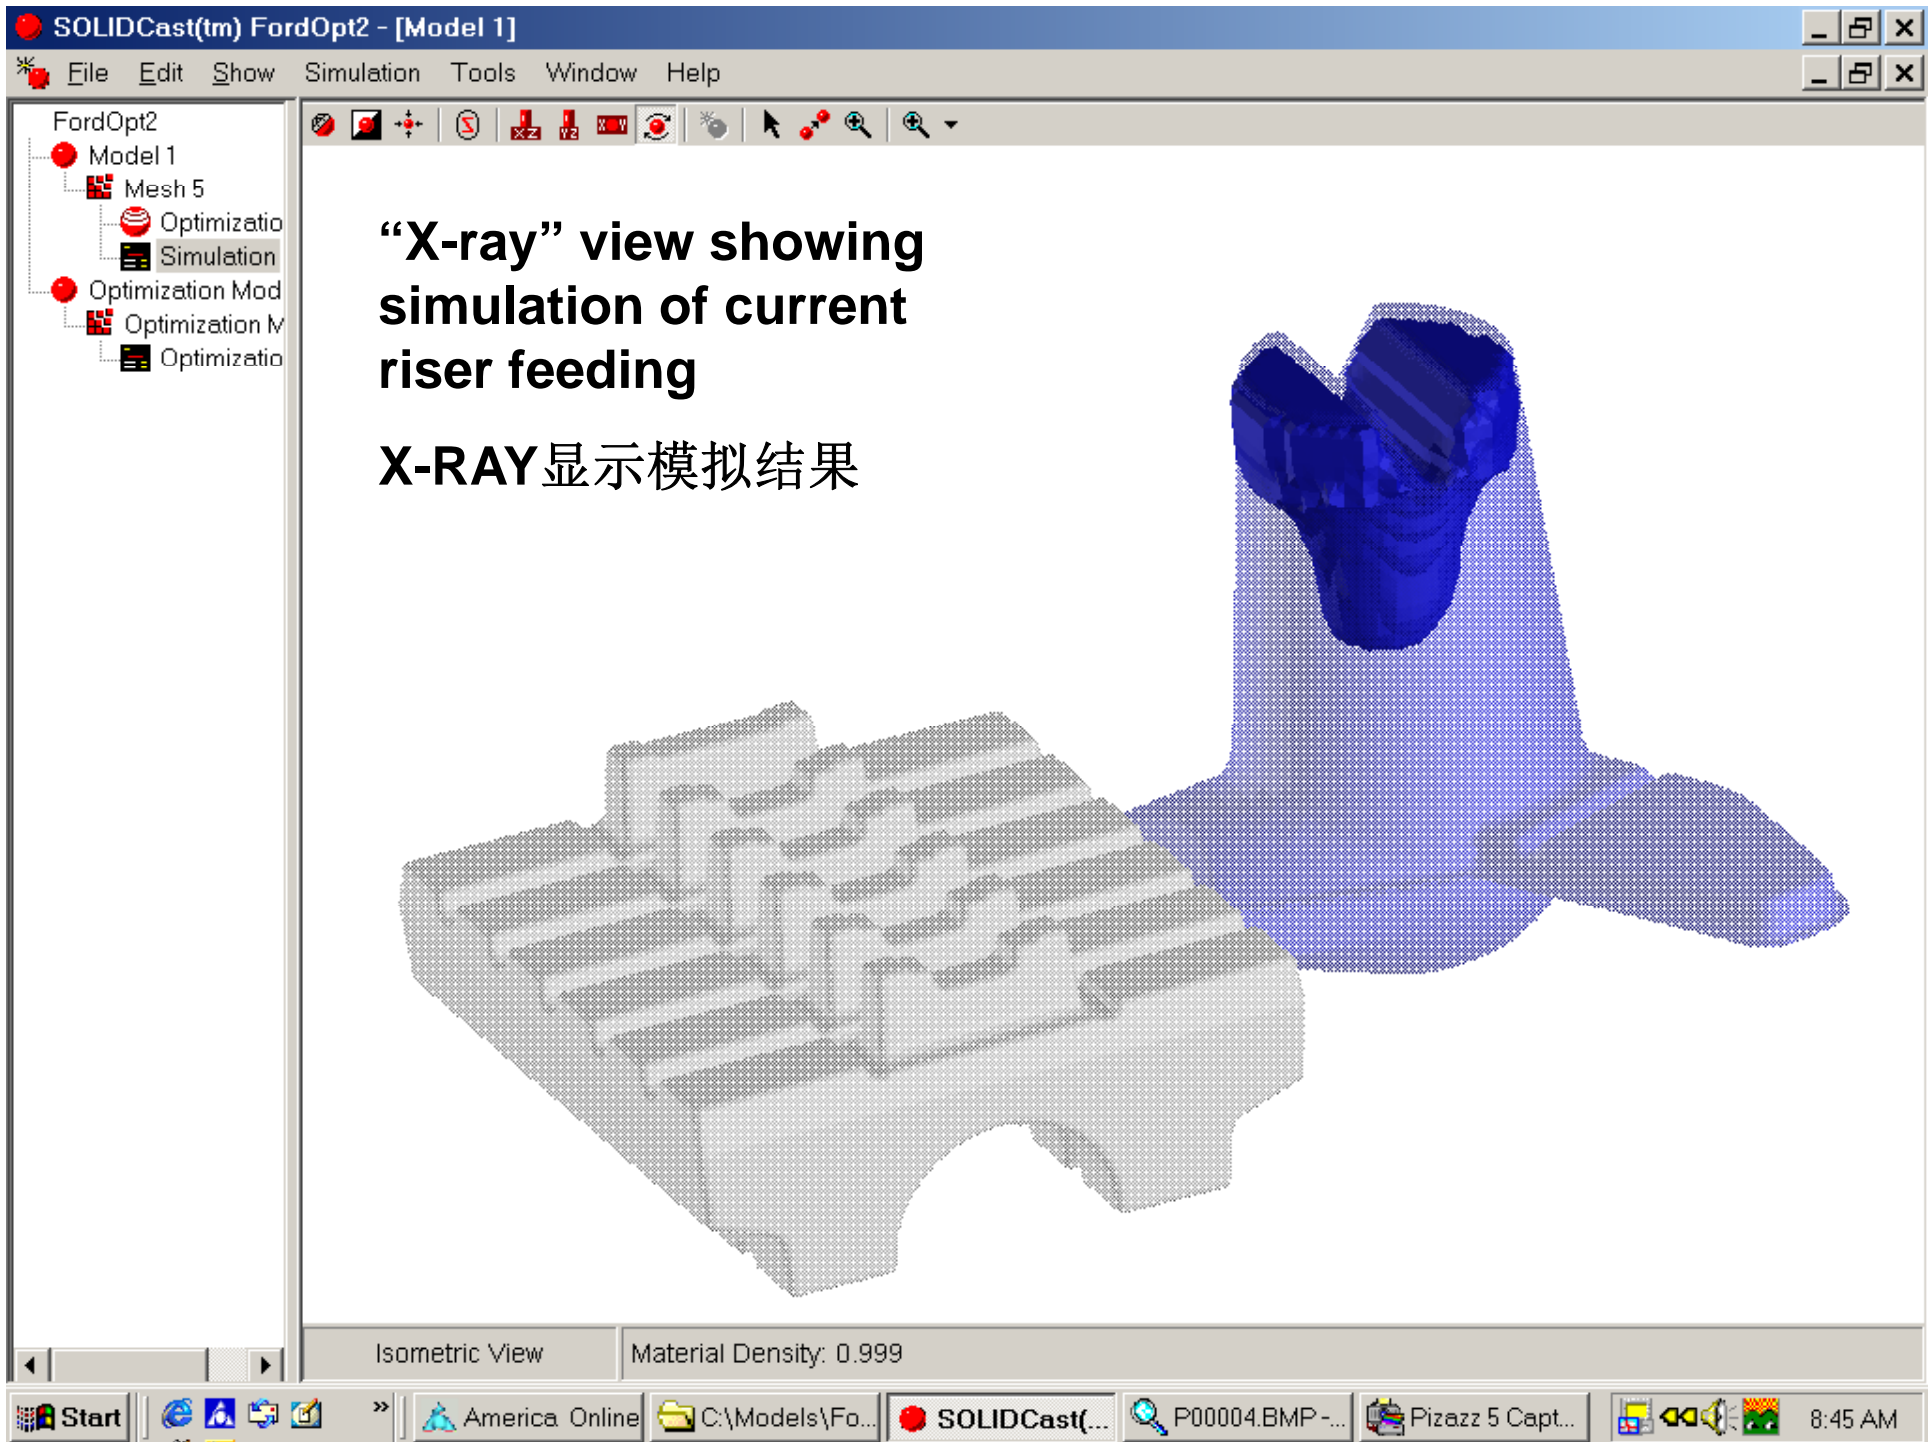 SOLIDCast(tm) FordOpt2 - [Model 1]
File Edit Show Simulation Tools Window Help
FordOpt2
Model 1
Mesh 5
Optimizatio
Simulation
Optimization Mod
Optimization M
Optimizatio
XZ YZ X Y
“X-ray” view showing
simulation of current
riser feeding
X-RAY显示模拟结果
Isometric View Material Density: 0.999
Start » America Online C:\Models\Fo... SOLIDCast(... P00004.BMP -... Pizazz 5 Capt... 8:45 AM